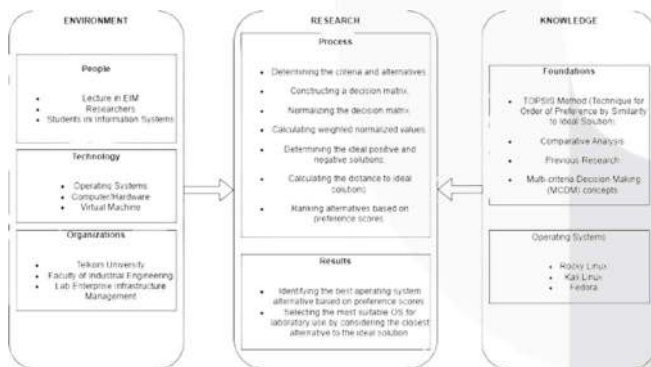 ENVIRONMENT
People
Lecture in EIM
Researchers
Students in Information Systems
Technology
Operating Systems
Computer/Hardware
Virtual Machine
Organizations
Telkom University
Faculty of Industrial Engineering
Lab Enterprise Infrastructure
Management
RESEARCH
Process
Determining the criteria and alternatives
Constructing a decision matrix
Normalizing the decision matrix
Calculating weighted normalized values
Determining the ideal positive and
negative solutions
Calculating the distance to ideal
solutions
Ranking alternatives based on
preference scores
Results
Identifying the best operating system
alternative based on preference scores
Selecting the most suitable OS for
laboratory use by considering the closest
alternative to the ideal solution
KNOWLEDGE
Foundations
TOPSIS Method (Technique for
Order of Preference by Similarity
to Ideal Solution)
Comparative Analysis
Previous Research
Multi-criteria Decision Making
(MCDM) concepts
Operating Systems
Rocky Linux
Kali Linux
Fedora